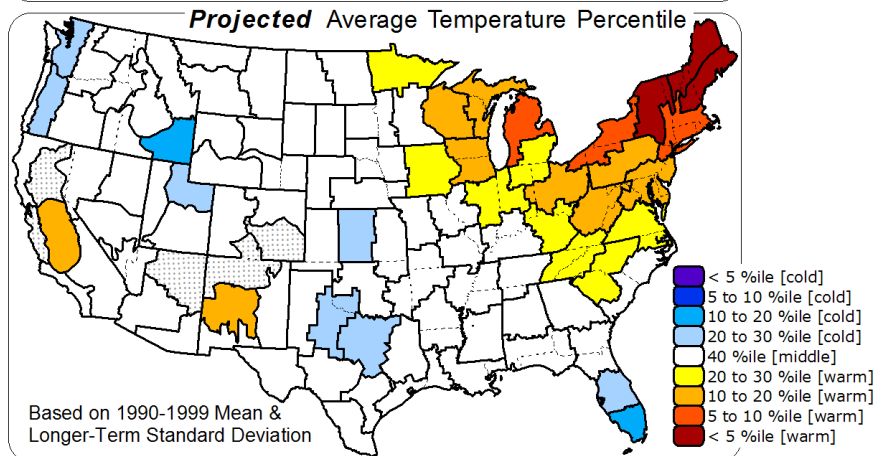 Projected Average Temperature Percentile
< 5 %ile [cold]
5 to 10 %ile [cold]
10 to 20 %ile [cold]
20 to 30 %ile [cold]
40 %ile [middle]
20 to 30 %ile [warm]
10 to 20 %ile [warm]
5 to 10 %ile [warm]
< 5 %ile [warm]
Based on 1990-1999 Mean &
Longer-Term Standard Deviation